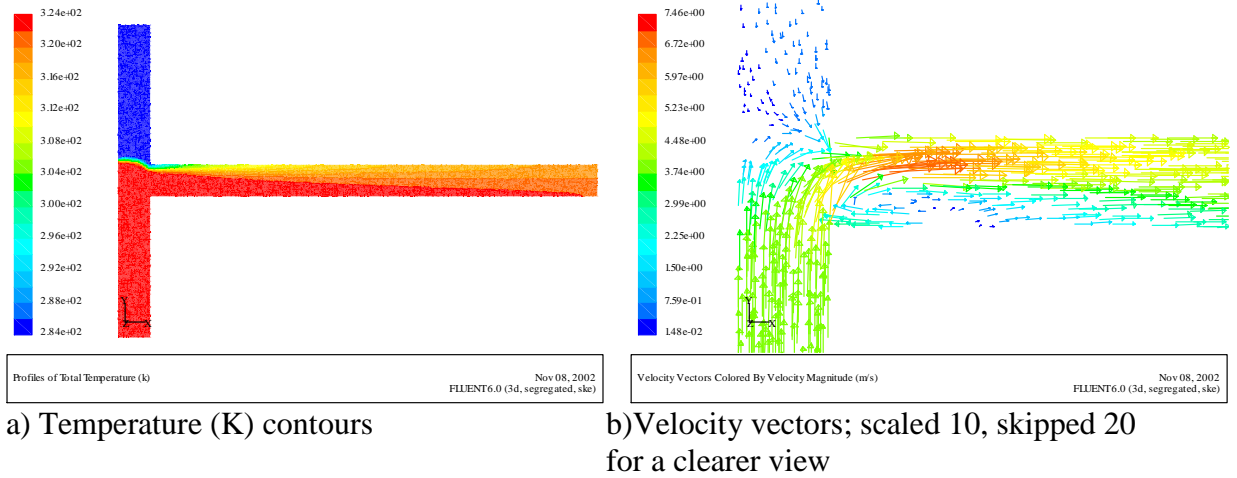 3.24e+02
3.20e+02
3.16e+02
3.12e+02
3.08e+02
3.04e+02
3.00e+02
2.96e+02
2.92e+02
2.88e+02
2.84e+02
Y
Z X
Profiles of Total Temperature (k)
Nov 08, 2002
FLUENT6.0 (3d, segregated, ske)
a) Temperature (K) contours
7.46e+00
6.72e+00
5.97e+00
5.23e+00
4.48e+00
3.74e+00
2.99e+00
2.25e+00
1.50e+00
7.59e-01
1.48e-02
Y
Z X
Velocity Vectors Colored By Velocity Magnitude (m/s)
Nov 08, 2002
FLUENT6.0 (3d, segregated, ske)
b)Velocity vectors; scaled 10, skipped 20
for a clearer view